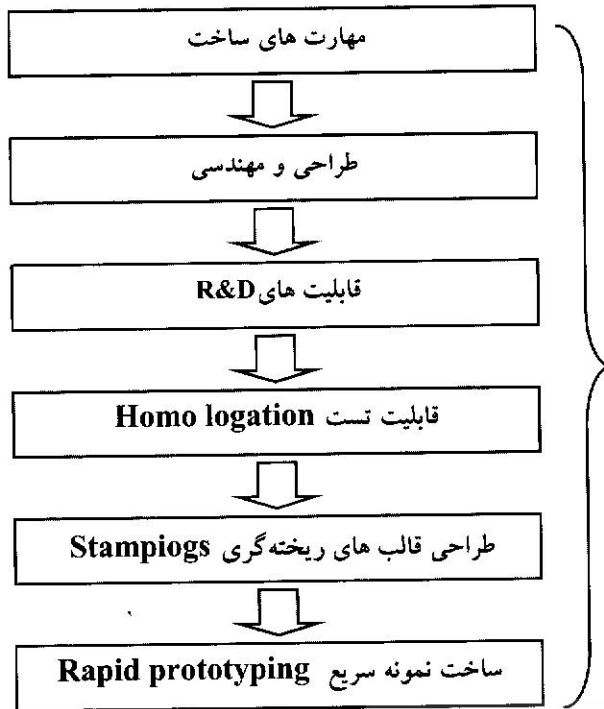 مهارت های ساخت
طراحی و مهندسی
قابلیت های R&D
قابلیت تست Homo logation
طراحی قالب های ریخته‌گری Stampiogs
ساخت نمونه سریع Rapid prototyping